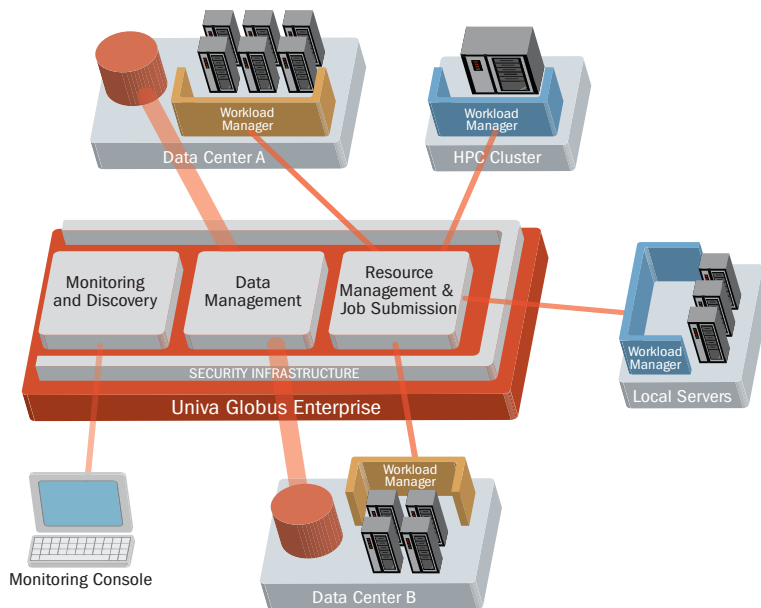 Workload
Manager
Data Center A
Workload
Manager
HPC Cluster
Monitoring
and Discovery
Data
Management
Resource
Management &
Job Submission
SECURITY INFRASTRUCTURE
Univa Globus Enterprise
Workload
Manager
Local Servers
Workload
Manager
Data Center B
Monitoring Console